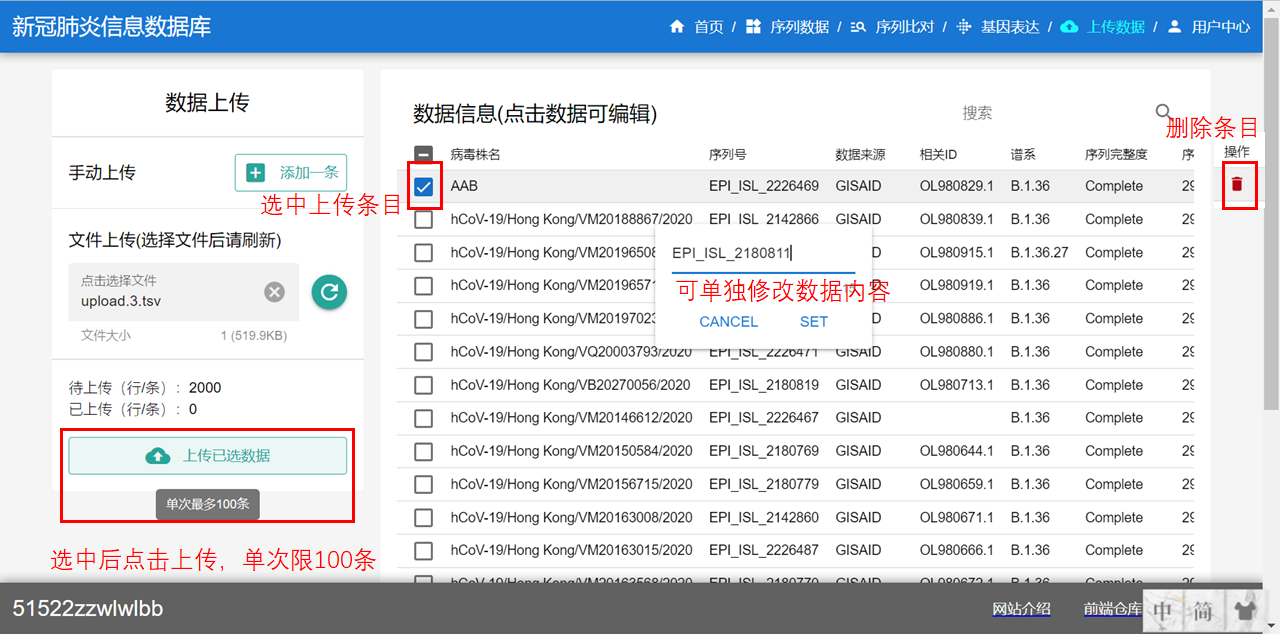 新冠肺炎信息数据库
首页 / 序列数据 / 序列比对 / 基因表达 / 上传数据 / 用户中心
数据上传
手动上传
添加一条
选中上传条目
文件上传(选择文件后请刷新)
点击选择文件
upload.3.tsv
文件大小 1 (519.9KB)
待上传（行/条）： 2000
已上传（行/条）： 0
上传已选数据
单次最多100条
选中后点击上传，单次限100条
数据信息(点击数据可编辑)
搜索
删除条目
病毒株名 序列号 数据来源 相关ID 谱系 序列完整度 序 操作
AAB EPI_ISL_2226469 GISAID OL980829.1 B.1.36 Complete 29
hCoV-19/Hong Kong/VM20188867/2020 EPI_ISL_2142866 GISAID OL980839.1 B.1.36 Complete 29
hCoV-19/Hong Kong/VM20196508 D OL980915.1 B.1.36.27 Complete 29
hCoV-19/Hong Kong/VM2019657 OL980919.1 B.1.36 Complete 29
hCoV-19/Hong Kong/VM2019702 D OL980886.1 B.1.36 Complete 29
hCoV-19/Hong Kong/VQ20003793/2020 EPI_ISL_2226471 GISAID OL980880.1 B.1.36 Complete 29
hCoV-19/Hong Kong/VB20270056/2020 EPI_ISL_2180819 GISAID OL980713.1 B.1.36 Complete 29
hCoV-19/Hong Kong/VM20146612/2020 EPI_ISL_2226467 GISAID B.1.36 Complete 29
hCoV-19/Hong Kong/VM20150584/2020 EPI_ISL_2180769 GISAID OL980644.1 B.1.36 Complete 29
hCoV-19/Hong Kong/VM20156715/2020 EPI_ISL_2180779 GISAID OL980659.1 B.1.36 Complete 29
hCoV-19/Hong Kong/VM20163008/2020 EPI_ISL_2142860 GISAID OL980671.1 B.1.36 Complete 29
hCoV-19/Hong Kong/VM20163015/2020 EPI_ISL_2226487 GISAID OL980666.1 B.1.36 Complete 29
hCoV-19/Hong Kong/VM20163568/2020 EPI_ISL_2180770 GISAID OL980672.1 B.1.36 Complete 29
EPI_ISL_2180811
可单独修改数据内容
CANCEL SET
51522zzwlwlbb
网站介绍 前端仓库
中 简